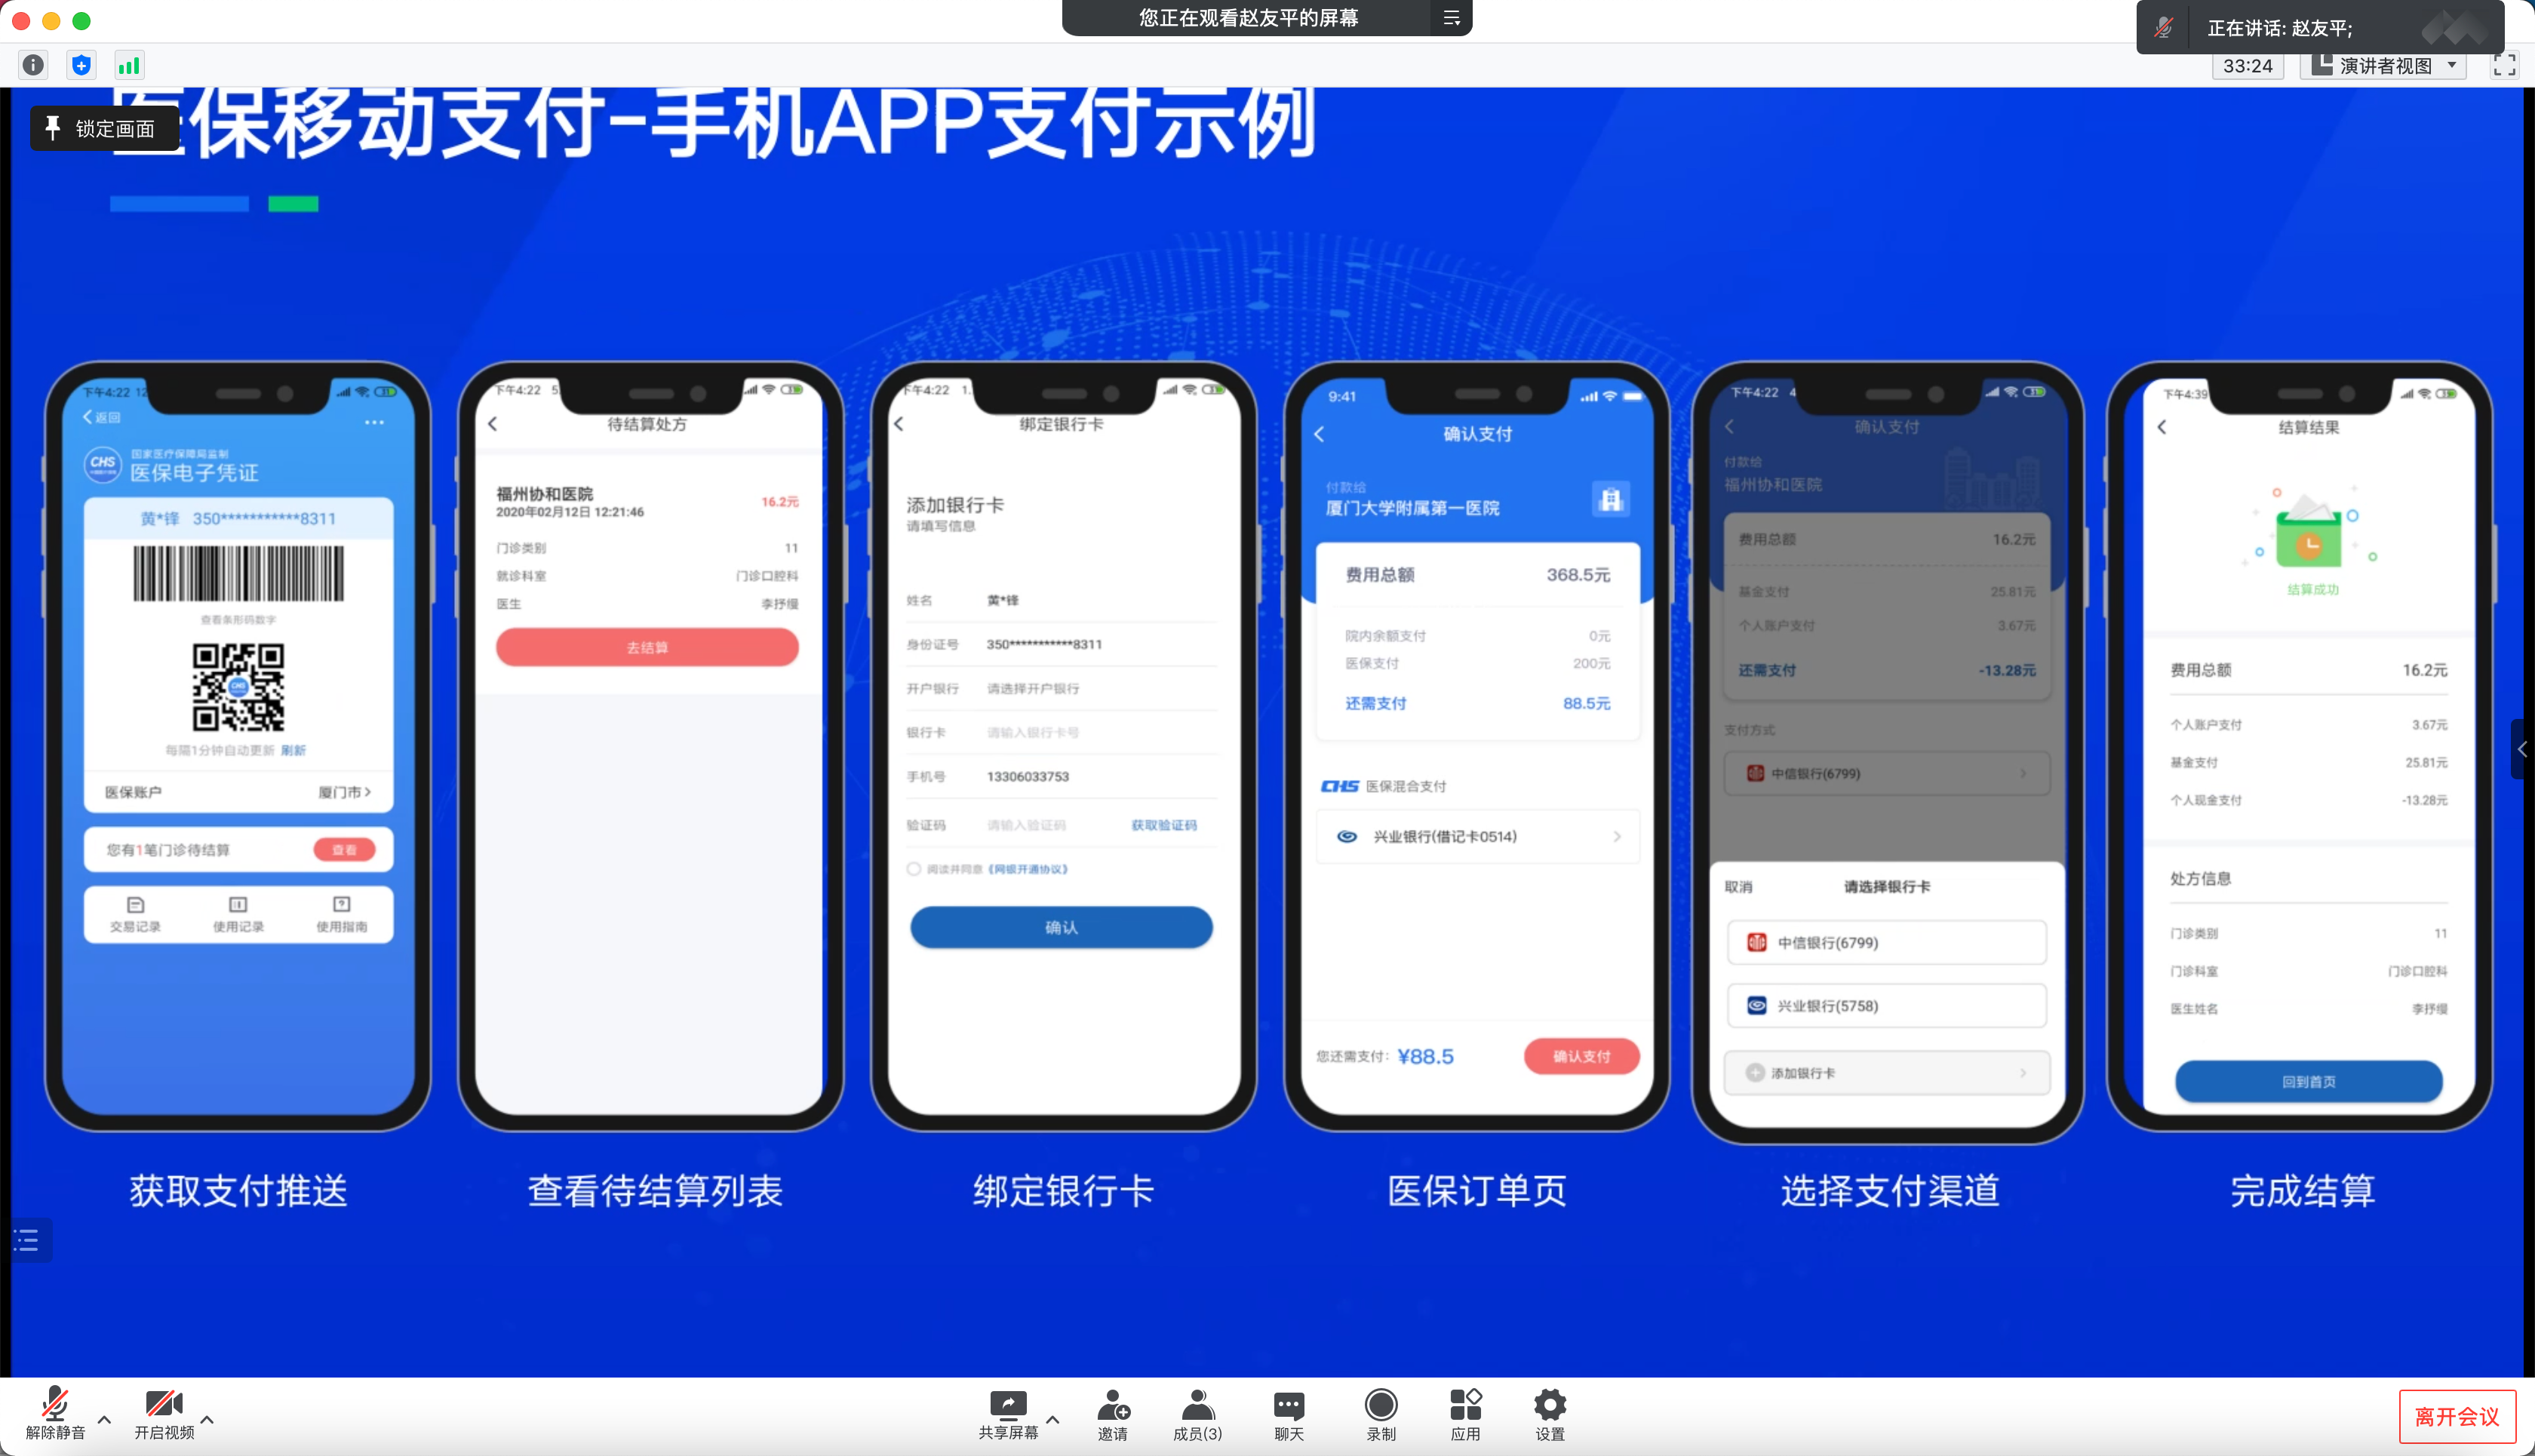 您正在观看赵友平的屏幕
正在讲话: 赵友平;
33:24
演讲者视图
锁定画面
医保移动支付-手机APP支付示例
下午4:22 12
返回
CHS
国家医疗保障局监制
医保电子凭证
黄*锋 350***********8311
查看条形码数字
CHS
每隔1分钟自动更新 刷新
医保账户
厦门市
您有1笔门诊待结算
查看
交易记录
使用记录
使用指南
获取支付推送
下午4:22 5
待结算处方
福州协和医院
16.2元
2020年02月12日 12:21:46
门诊类别 11
就诊科室 门诊口腔科
医生 李抒缦
去结算
查看待结算列表
下午4:22 1.
绑定银行卡
添加银行卡
请填写信息
姓名 黄*锋
身份证号 350***********8311
开户银行 请选择开户银行
银行卡 请输入银行卡号
手机号 13306033753
验证码 请输入验证码 获取验证码
阅读并同意《网银开通协议》
确认
绑定银行卡
9:41
确认支付
付款给
厦门大学附属第一医院
费用总额 368.5元
院内余额支付 0元
医保支付 200元
还需支付 88.5元
CHS 医保混合支付
兴业银行(借记卡0514)
您还需支付: ¥88.5
确认支付
医保订单页
下午4:22 4
确认支付
付款给
福州协和医院
费用总额 16.2元
基金支付 25.81元
个人账户支付 3.67元
还需支付 -13.28元
支付方式
中信银行(6799)
取消 请选择银行卡
中信银行(6799)
兴业银行(5758)
添加银行卡
选择支付渠道
下午4:39
结算结果
结算成功
费用总额 16.2元
个人账户支付 3.67元
基金支付 25.81元
个人现金支付 -13.28元
处方信息
门诊类别 11
门诊科室 门诊口腔科
医生姓名 李抒缦
回到首页
完成结算
解除静音
开启视频
共享屏幕
邀请
成员(3)
聊天
录制
应用
设置
离开会议